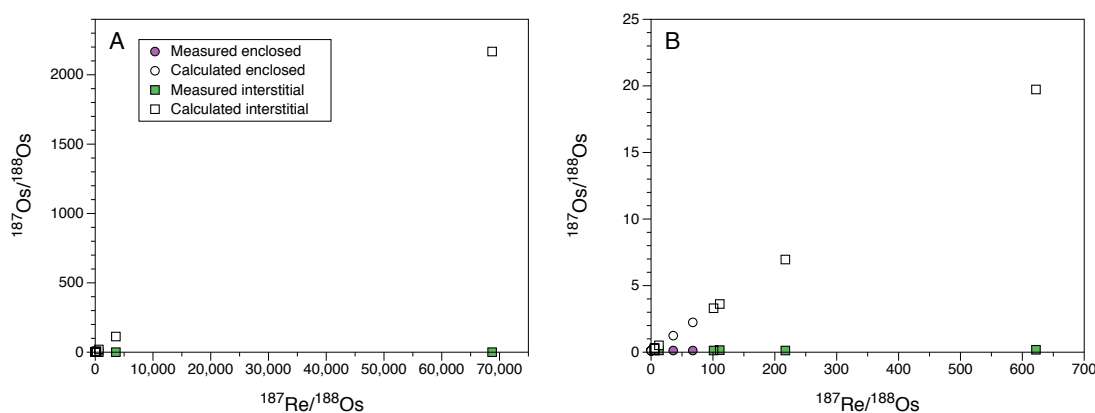 A
Measured enclosed
Calculated enclosed
Measured interstitial
Calculated interstitial
2000
1500
1000
500
0
0
10,000
20,000
30,000
40,000
50,000
60,000
70,000
¹⁸⁷Os/¹⁸⁸Os
¹⁸⁷Re/¹⁸⁸Os
B
25
20
15
10
5
0
0
100
200
300
400
500
600
700
¹⁸⁷Os/¹⁸⁸Os
¹⁸⁷Re/¹⁸⁸Os